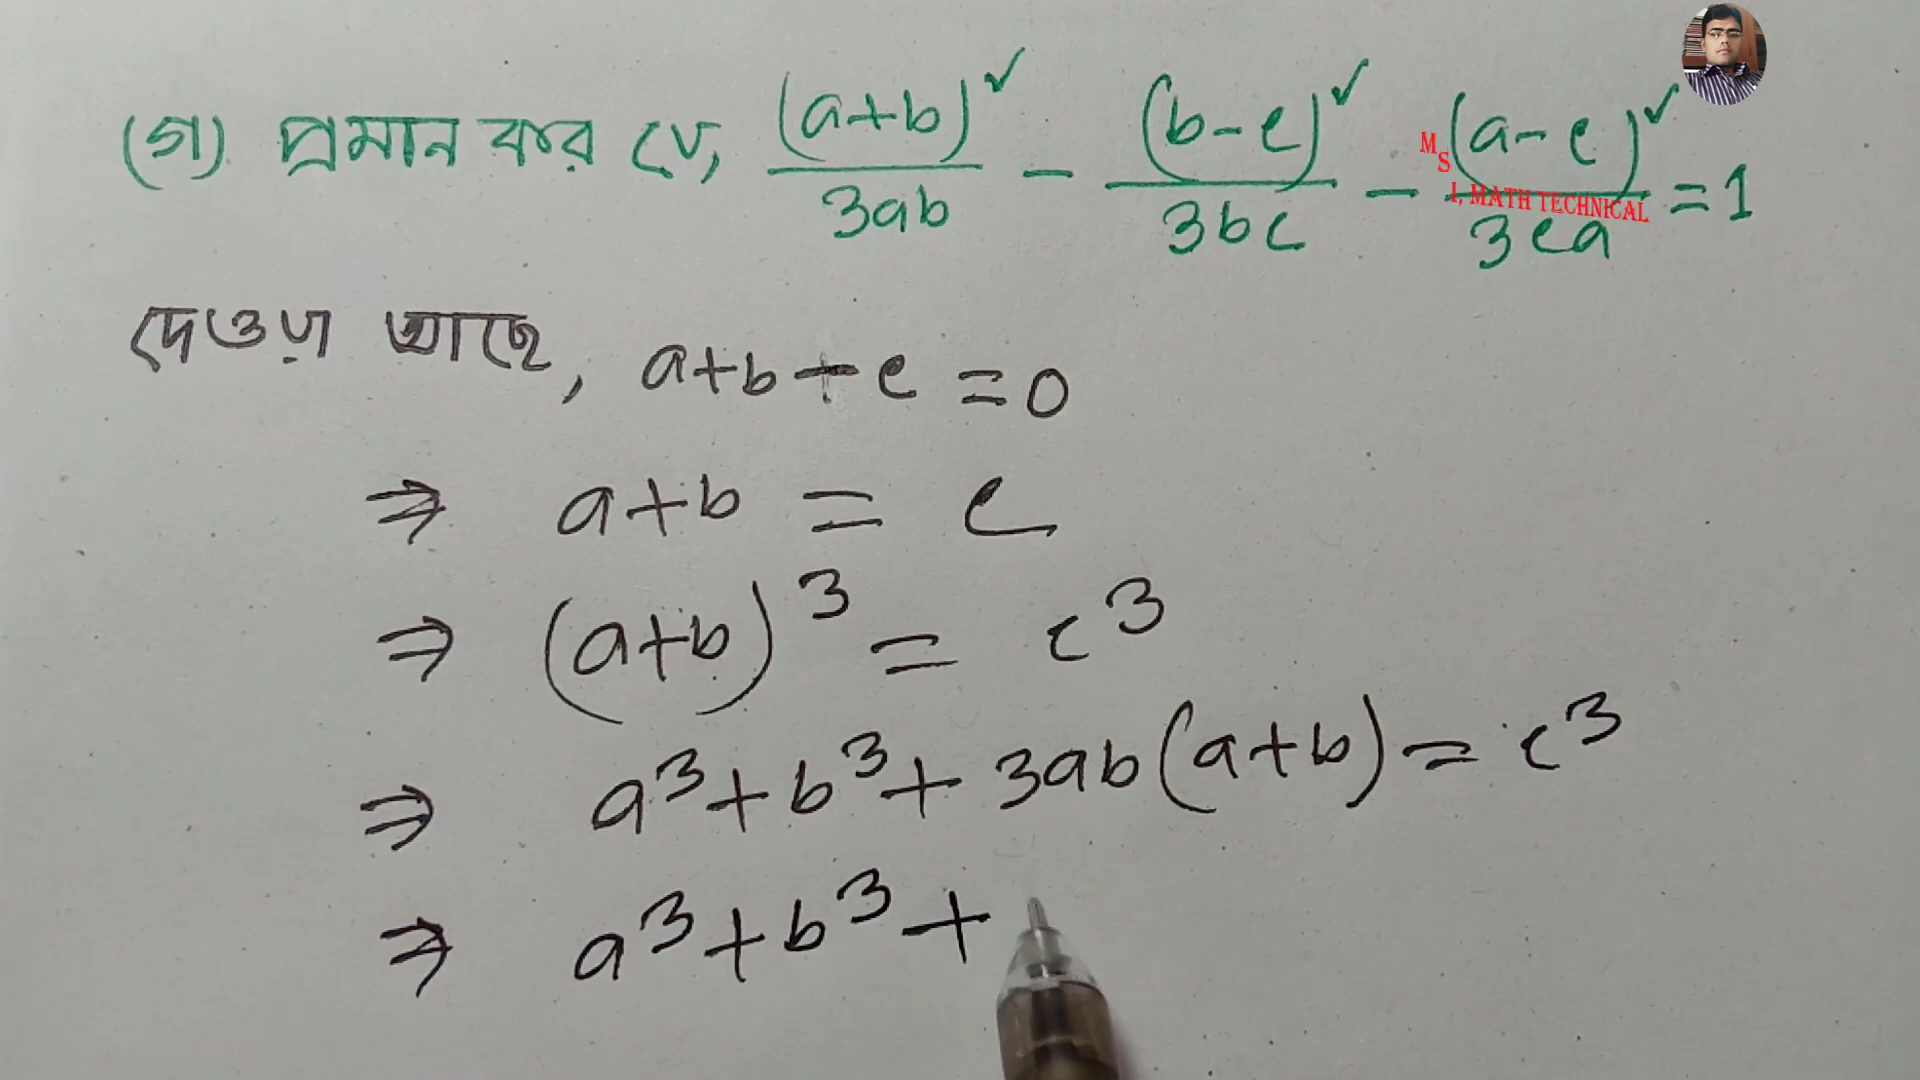 (গ) প্রমান কর যে, (a+b)²/3ab - (b-c)²/3bc - (a-c)²/3ca = 1
M
S
I, MATH TECHNICAL
দেওয়া আছে, a+b-c = 0
⇒ a+b = c
⇒ (a+b)³ = c³
⇒ a³+b³+3ab(a+b) = c³
⇒ a³+b³+